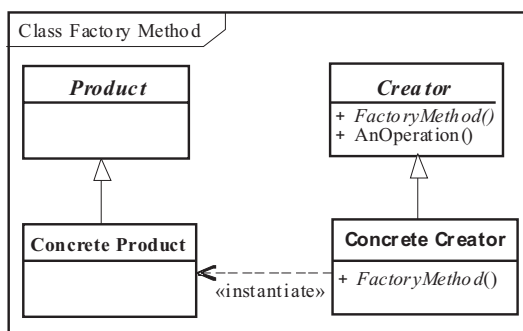 Class Factory Method
Product
Creator
+ FactoryMethod()
+ AnOperation()
Concrete Product
Concrete Creator
+ FactoryMethod()
«instantiate»